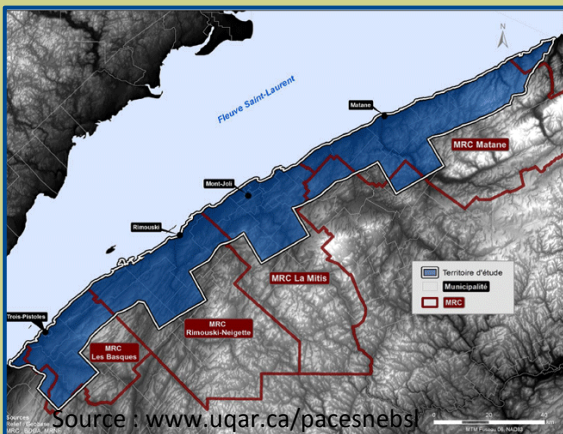 N
Fleuve Saint-Laurent
Matane
MRC Matane
Mont-Joli
Rimouski
MRC La Mitis
Territoire d'étude
Municipalité
MRC
Trois-Pistoles
MRC
Rimouski-Neigette
MRC
Les Basques
Sources
Source : www.uqar.ca/pacesnebsl